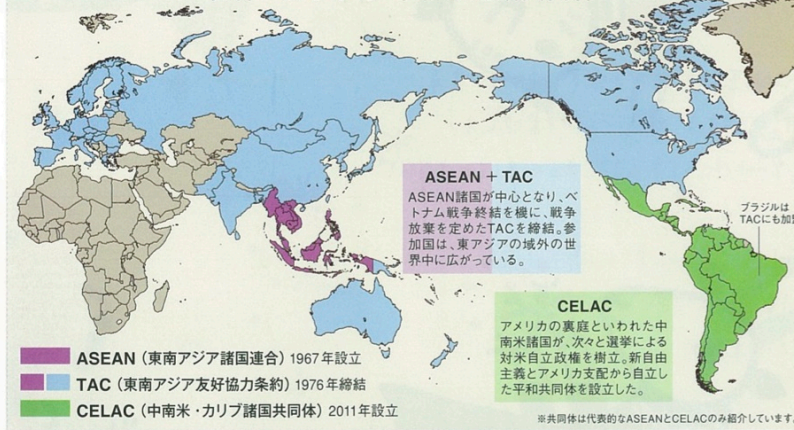 ASEAN + TAC
ASEAN諸国が中心となり、ベ
トナム戦争終結を機に、戦争
放棄を定めたTACを締結。参
加国は、東アジアの域外の世
界中に広がっている。
ブラジルは
TACにも加盟
CELAC
アメリカの裏庭といわれた中
南米諸国が、次々と選挙による
対米自立政権を樹立。新自由
主義とアメリカ支配から自立し
た平和共同体を設立した。
ASEAN（東南アジア諸国連合）1967年設立
TAC（東南アジア友好協力条約）1976年締結
CELAC（中南米・カリブ諸国共同体）2011年設立
※共同体は代表的なASEANとCELACのみ紹介しています。